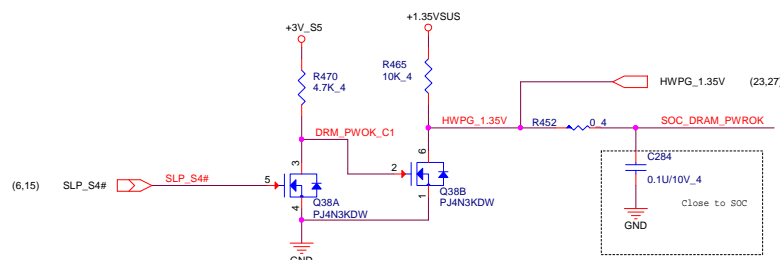 +3V_S5
+1.35VSUS
R470
4.7K_4
R465
10K_4
HWPG_1.35V
(23,27)
DRM_PWOK_C1
HWPG_1.35V
R452
0_4
SOC_DRAM_PWROK
3
6
2
(6,15)
SLP_S4#
SLP_S4#
5
Q38A
PJ4N3KDW
4
Q38B
PJ4N3KDW
1
C284
0.1U/10V_4
Close to SOC
GND
GND